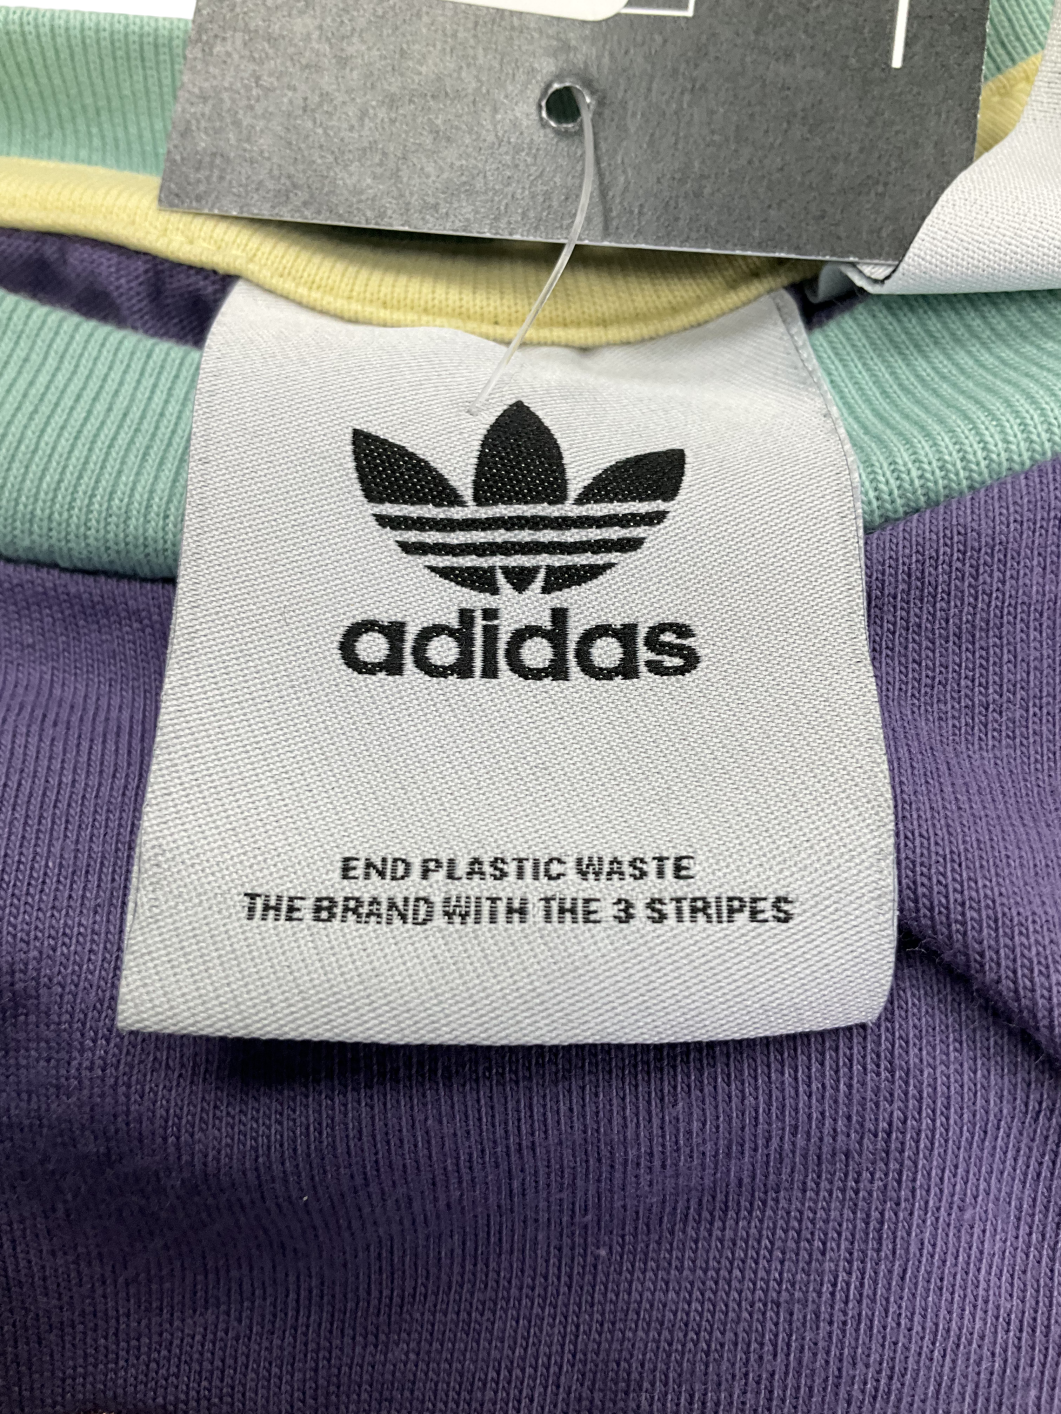 adidas
END PLASTIC WASTE
THE BRAND WITH THE 3 STRIPES